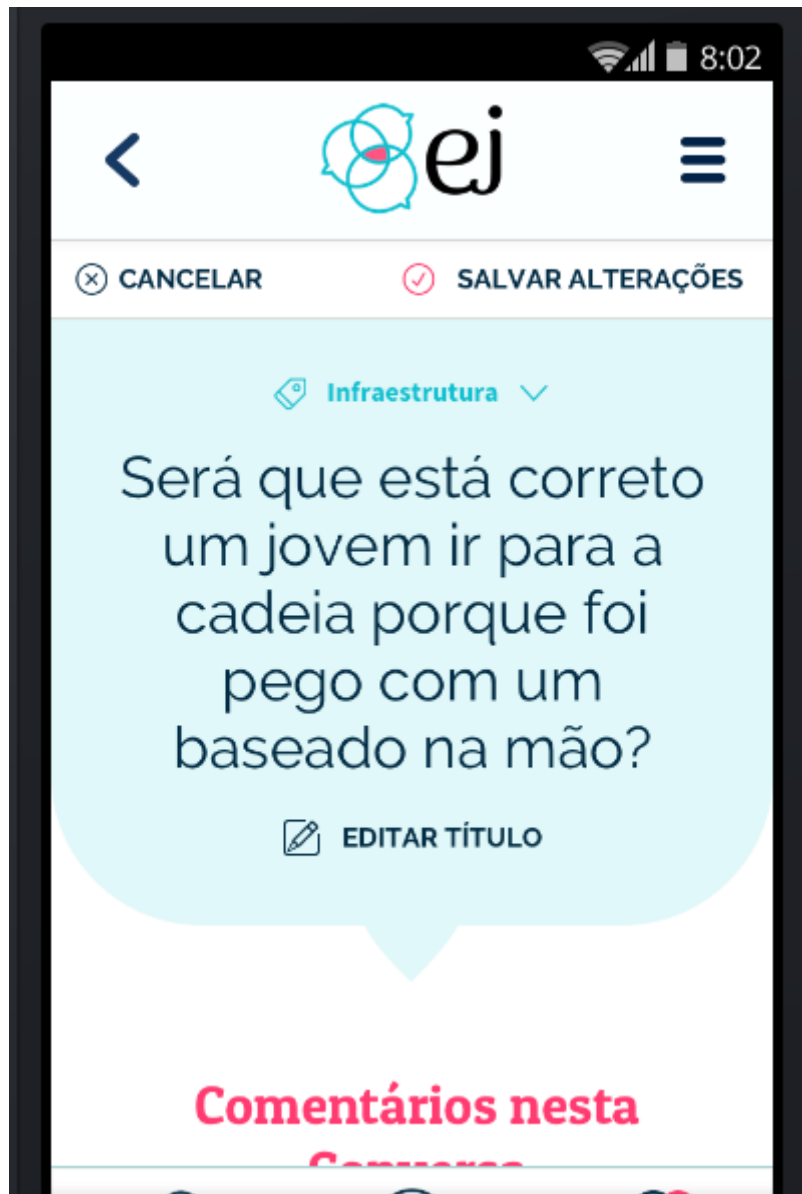 8:02
ej
CANCELAR SALVAR ALTERAÇÕES
Infraestrutura
Será que está correto
um jovem ir para a
cadeia porque foi
pego com um
baseado na mão?
EDITAR TÍTULO
Comentários nesta
Conversa